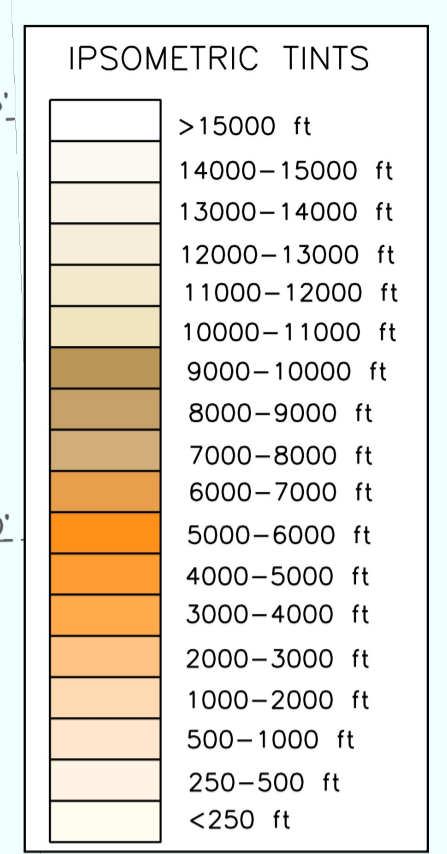 IPSOMETRIC TINTS
>15000 ft
14000-15000 ft
13000-14000 ft
12000-13000 ft
11000-12000 ft
10000-11000 ft
9000-10000 ft
8000-9000 ft
7000-8000 ft
6000-7000 ft
5000-6000 ft
4000-5000 ft
3000-4000 ft
2000-3000 ft
1000-2000 ft
500-1000 ft
250-500 ft
<250 ft